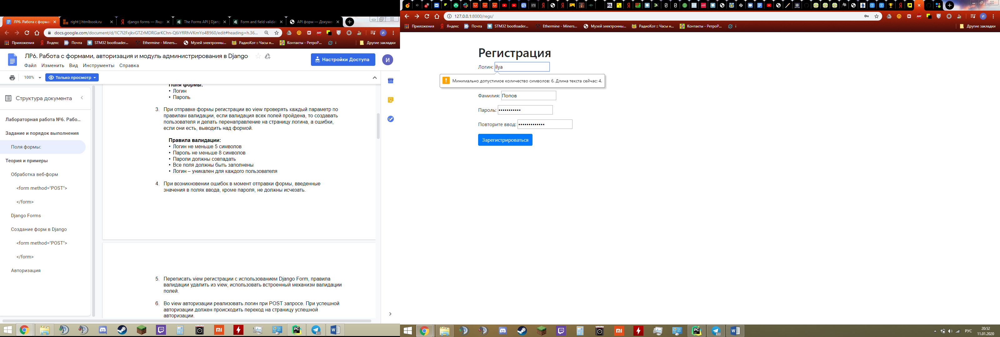 ЛР6. Работа с форма
right | htmlbook.ru
django forms — Янде
The Forms API | Djang
Form and field validat
API форм — Докумен
docs.google.com/document/d/1C7l2FxjkvGTZrMDRGarKChn-Q6iYflRfvVKmYo4B960/edit#heading=h.36...
Приложения
Яндекс
Почта
STM32 bootloader...
Ethermine - Miners...
Музей электронны...
РадиоКот :: Часы н...
Контакты - РетроР...
i
Другие закладки
ЛР6. Работа с формами, авторизация и модуль администрирования в Django
Файл Изменить Вид Инструменты Справка
Настройки Доступа
И
100%
Только просмотр
Структура документа
Лабораторная работа №6. Рабо...
Задание и порядок выполнения
Поля формы:
Теория и примеры
Обработка веб-форм
<form method="POST">
</form>
Django Forms
Создание форм в Django
<form method="POST">
</form>
Авторизация
Поля формы:
• Логин
• Пароль
3. При отправке формы регистрации во view проверять каждый параметр по
правилам валидации, если валидация всех полей пройдена, то создавать
пользователя и делать перенаправление на страницу логина, а ошибки,
если они есть, выводить над формой.
Правила валидации:
• Логин не меньше 5 символов
• Пароль не меньше 8 символов
• Пароли должны совпадать
• Все поля должны быть заполнены
• Логин – уникален для каждого пользователя
4. При возникновении ошибок в момент отправки формы, введенные
значения в полях ввода, кроме пароля, не должны исчезать.
5. Переписать view регистрации с использованием Django Form, правила
валидации удалить из view, использовать встроенный механизм валидации
полей.
6. Во view авторизации реализовать логин при POST запросе. При успешной
авторизации должен происходить переход на страницу успешной
авторизации.
127.0.0.1:8000/regs/
Приложения
Яндекс
Почта
STM32 bootloader...
Ethermine - Miners...
Музей электронны...
РадиоКот :: Часы н...
Контакты - РетроР...
i
Другие закладки
Регистрация
Логин: ilya
Минимально допустимое количество символов: 6. Длина текста сейчас: 4.
Фамилия: Попов
Пароль: •••••••••••
Повторите ввод: •••••••••••••
Зарегистрироваться
РУС
20:52
11.01.2020